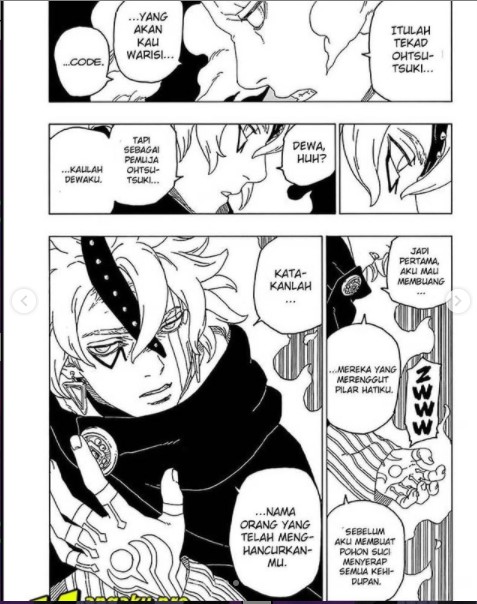 ITULAH
TEKAD
OHTSU-
TSUKI...
...YANG
AKAN
KAU
WARISI...
...CODE.
DEWA,
HUH?
TAPI
SEBAGAI
PEMUJA
OHTSU-
TSUKI...
...KAULAH
DEWAKU.
JADI
PERTAMA,
AKU MAU
MEMBUANG
...
...MEREKA YANG
MERENGGUT
PILAR HATIKU.
ZWWW
SEBELUM
AKU MEMBUAT
POHON SUCI
MENYERAP
SEMUA KEHI-
DUPAN.
KATA-
KANLAH
...
...NAMA
ORANG YANG
TELAH MENG-
HANCURKAN-
MU.